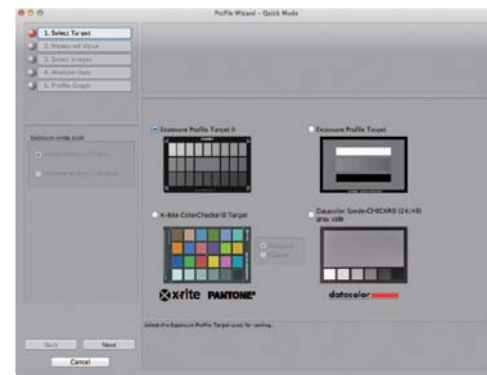 Profile Wizard - Quick Mode
1. Select Target
2. Measured Value
3. Select Images
4. Analyze Data
5. Profile Graph
Exposure Profile Target II
Exposure Profile Target
X-Rite ColorChecker® Target
Datacolor SpyderCHECKR (24/48)
gray side
x-rite PANTONE®
datacolor
Select the Exposure Profile Target used for testing.
Back
Next
Cancel